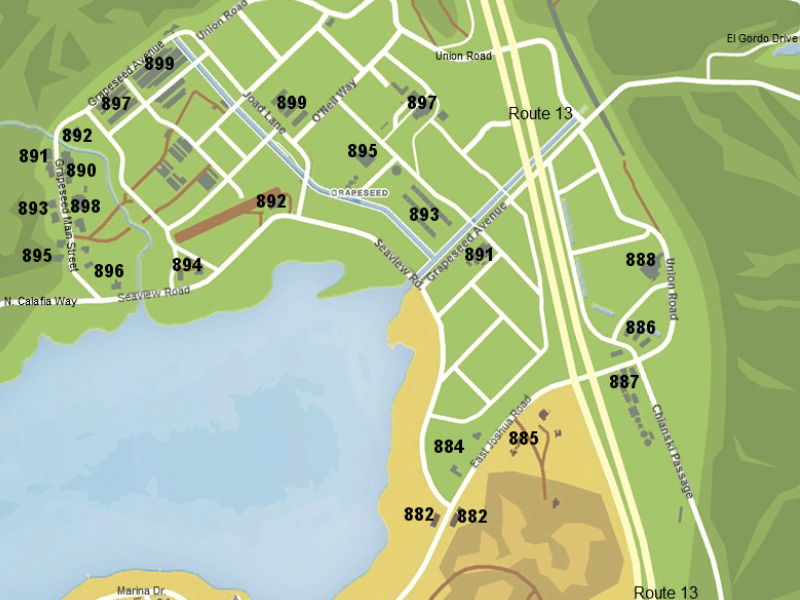 Union Road
El Gordo Drive
Union Road
Grapeseed Avenue
899
897
Joad Lane
899
O'Neil Way
897
Route 13
892
891
890
895
Grapeseed Main Street
893
898
892
GRAPESEED
893
Grapeseed Avenue
895
896
894
Seaview Rd
891
888
Union Road
N. Calafia Way
Seaview Road
886
887
Chianski Passage
884
East Joshua Road
885
882
882
Marina Dr.
Route 13